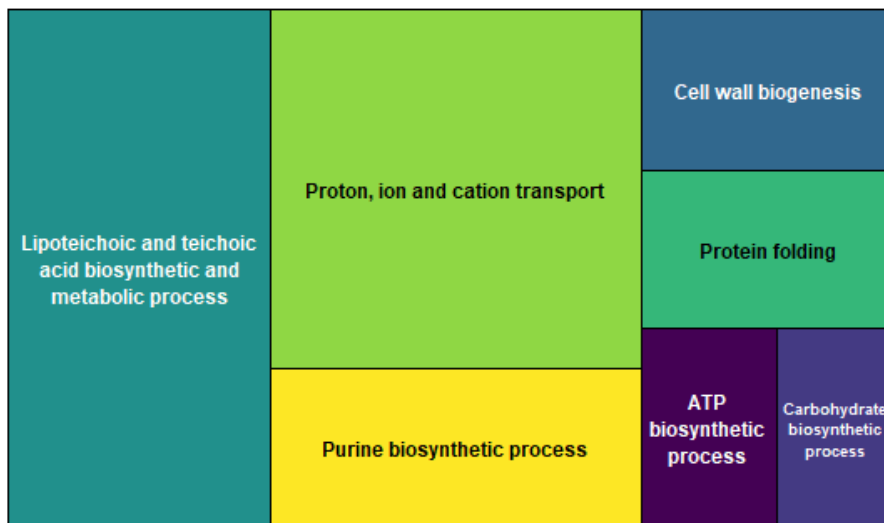 Lipoteichoic and teichoic
acid biosynthetic and
metabolic process
Proton, ion and cation transport
Purine biosynthetic process
Cell wall biogenesis
Protein folding
ATP
biosynthetic
process
Carbohydrate
biosynthetic
process